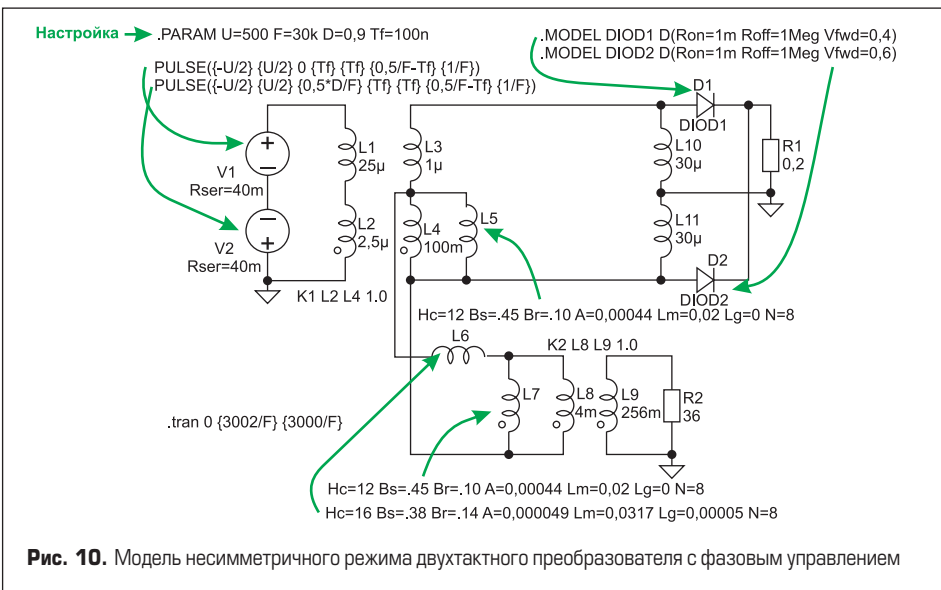 Настройка .PARAM U=500 F=30k D=0,9 Tf=100n
.MODEL DIOD1 D(Ron=1m Roff=1Meg Vfwd=0,4)
.MODEL DIOD2 D(Ron=1m Roff=1Meg Vfwd=0,6)
PULSE({-U/2} {U/2} 0 {Tf} {Tf} {0,5/F-Tf} {1/F})
PULSE({-U/2} {U/2} {0,5*D/F} {Tf} {Tf} {0,5/F-Tf} {1/F})
D1
DIOD1
L1
25µ
L3
1µ
L10
30µ
R1
0,2
V1
Rser=40m
L2
2,5µ
L4
100m
L5
L11
30µ
V2
Rser=40m
D2
DIOD2
K1 L2 L4 1.0
Hc=12 Bs=.45 Br=.10 A=0,00044 Lm=0,02 Lg=0 N=8
L6
K2 L8 L9 1.0
.tran 0 {3002/F} {3000/F}
L7
L8
4m
L9
256m
R2
36
Hc=12 Bs=.45 Br=.10 A=0,00044 Lm=0,02 Lg=0 N=8
Hc=16 Bs=.38 Br=.14 A=0,000049 Lm=0,0317 Lg=0,00005 N=8
Рис. 10. Модель несимметричного режима двухтактного преобразователя с фазовым управлением